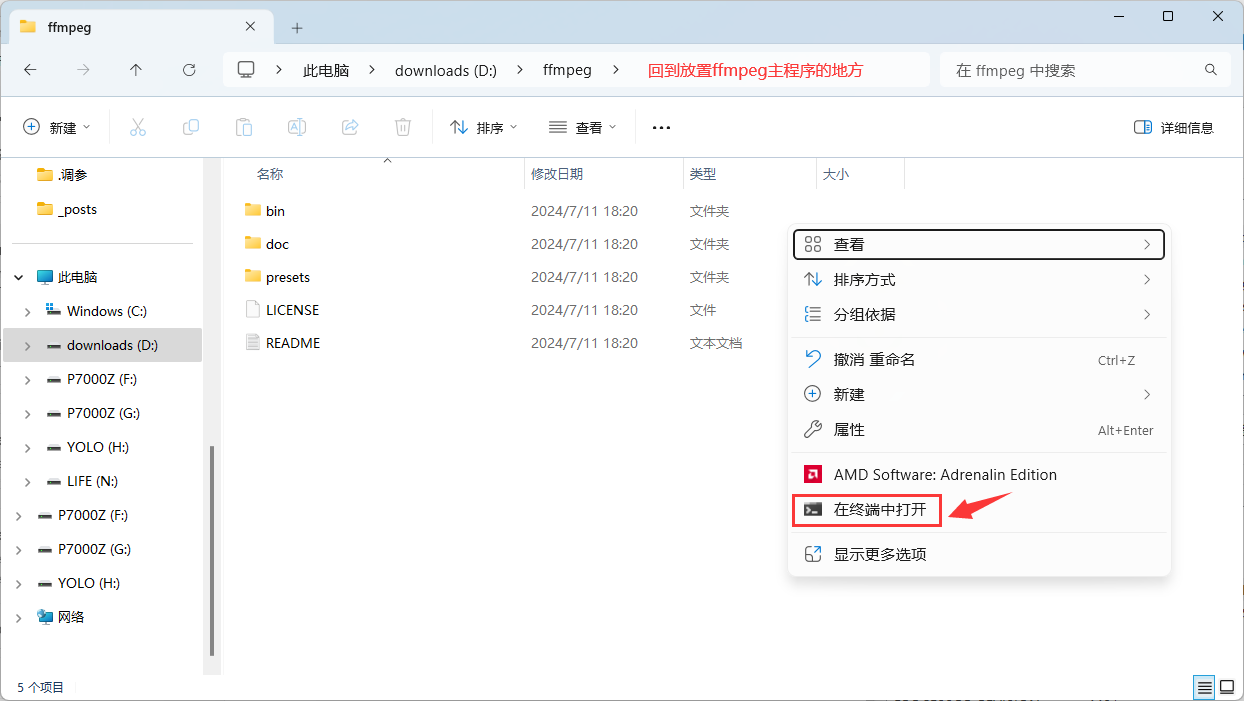 ffmpeg
此电脑 downloads (D:) ffmpeg 回到放置ffmpeg主程序的地方
在 ffmpeg 中搜索
新建 排序 查看 详细信息
.调参
_posts
此电脑
Windows (C:)
downloads (D:)
P7000Z (F:)
P7000Z (G:)
YOLO (H:)
LIFE (N:)
P7000Z (F:)
P7000Z (G:)
YOLO (H:)
网络
名称 修改日期 类型 大小
bin 2024/7/11 18:20 文件夹
doc 2024/7/11 18:20 文件夹
presets 2024/7/11 18:20 文件夹
LICENSE 2024/7/11 18:20 文件
README 2024/7/11 18:20 文本文档
查看
排序方式
分组依据
撤消 重命名 Ctrl+Z
新建
属性 Alt+Enter
AMD Software: Adrenalin Edition
在终端中打开
显示更多选项
5 个项目